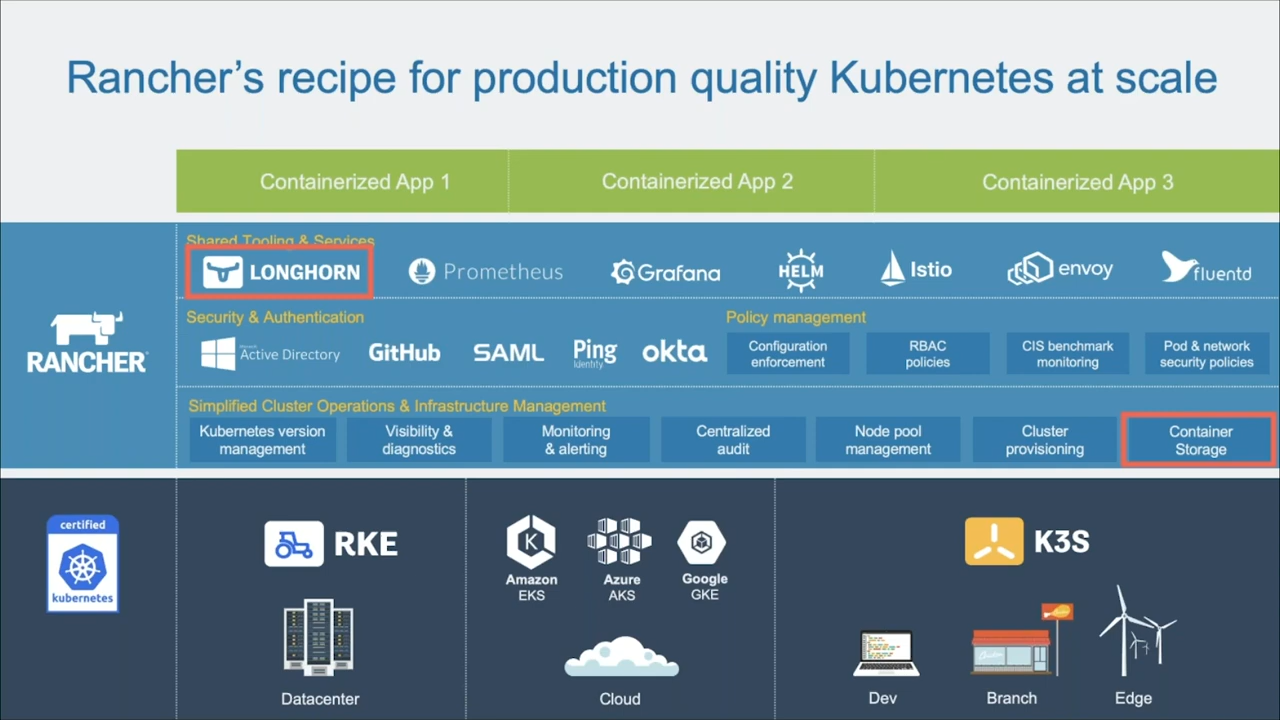 Rancher's recipe for production quality Kubernetes at scale
Containerized App 1
Containerized App 2
Containerized App 3
Shared Tooling & Services
LONGHORN
Prometheus
Grafana
HELM
Istio
envoy
fluentd
RANCHER
Security & Authentication
Microsoft
Active Directory
GitHub
SAML
Ping
Identity
okta
Policy management
Configuration
enforcement
RBAC
policies
CIS benchmark
monitoring
Pod & network
security policies
Simplified Cluster Operations & Infrastructure Management
Kubernetes version
management
Visibility &
diagnostics
Monitoring
& alerting
Centralized
audit
Node pool
management
Cluster
provisioning
Container
Storage
certified
kubernetes
RKE
Datacenter
K
Amazon
EKS
Azure
AKS
Google
GKE
Cloud
K3S
Dev
Branch
Edge